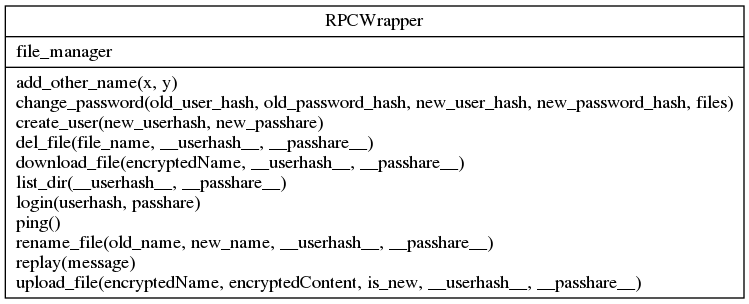 RPCWrapper
file_manager
add_other_name(x, y)
change_password(old_user_hash, old_password_hash, new_user_hash, new_password_hash, files)
create_user(new_userhash, new_passhare)
del_file(file_name, __userhash__, __passhare__)
download_file(encryptedName, __userhash__, __passhare__)
list_dir(__userhash__, __passhare__)
login(userhash, passhare)
ping()
rename_file(old_name, new_name, __userhash__, __passhare__)
replay(message)
upload_file(encryptedName, encryptedContent, is_new, __userhash__, __passhare__)